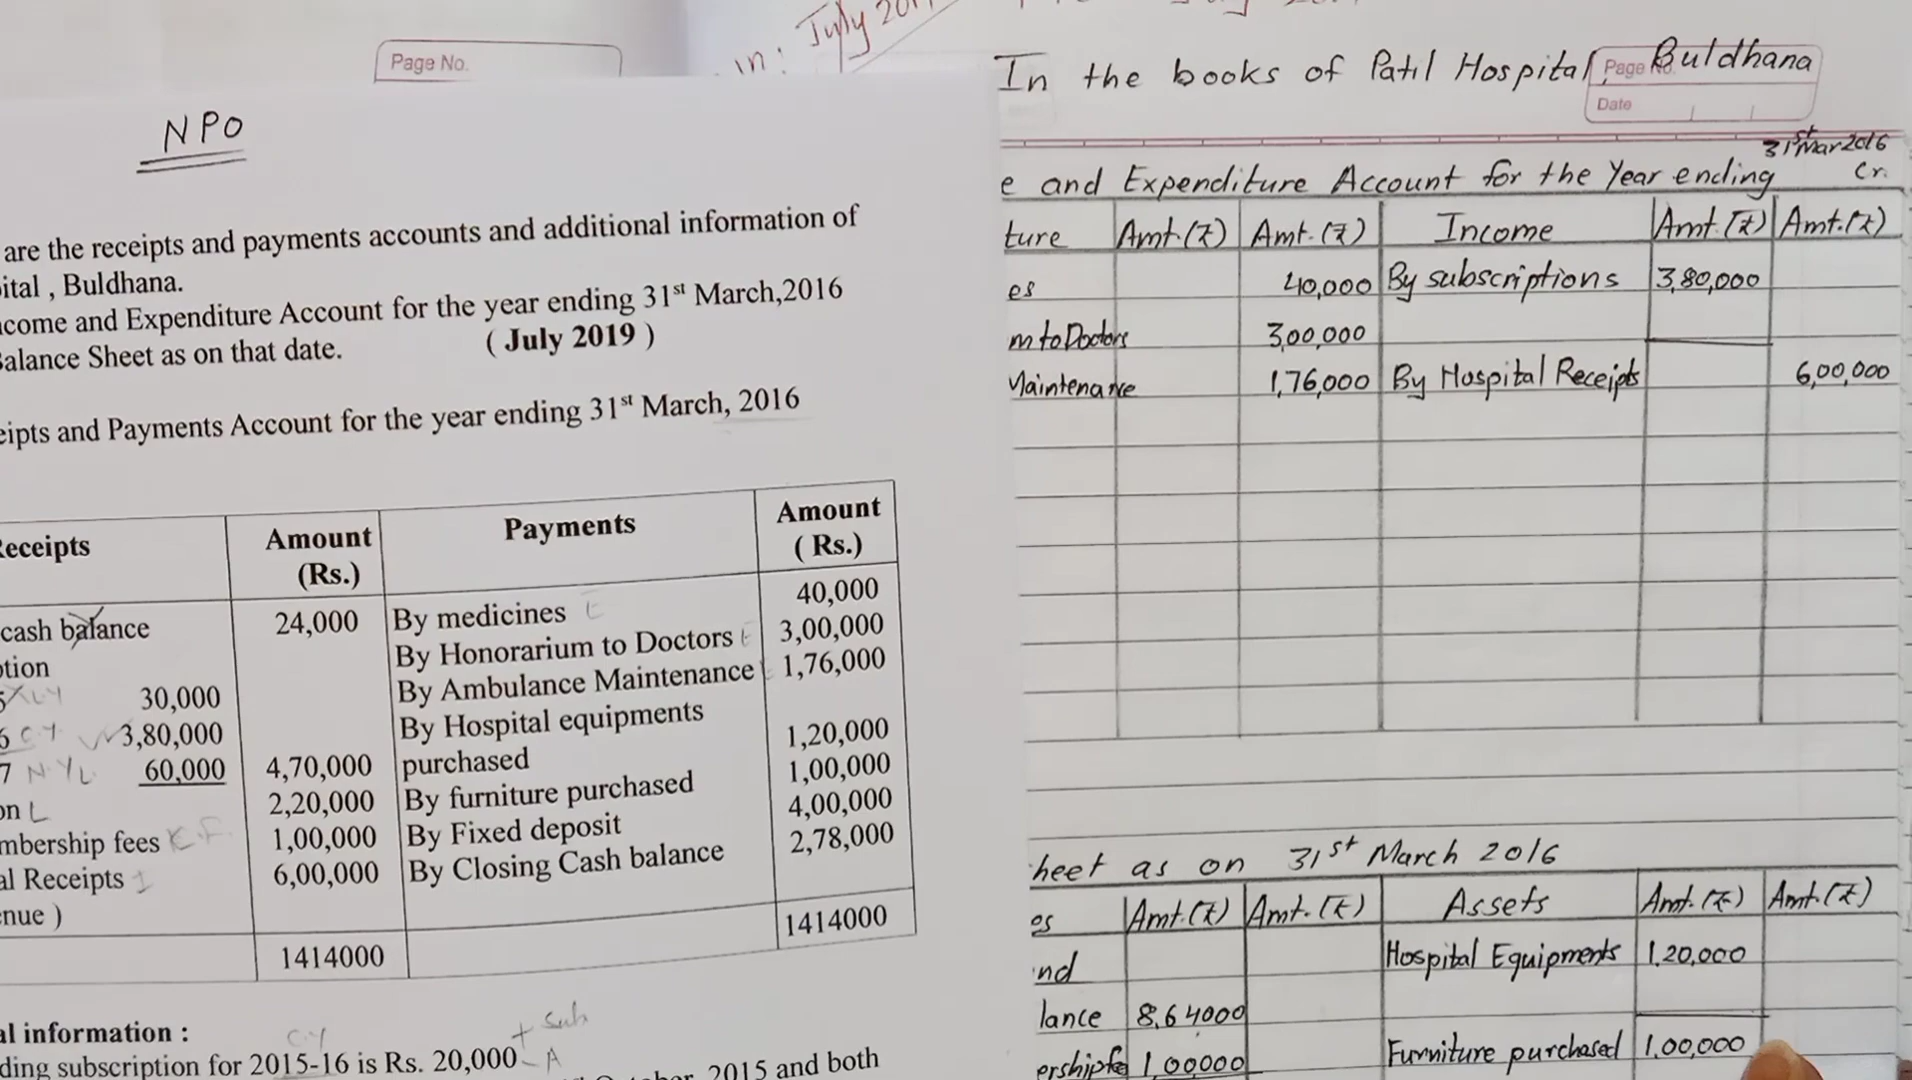 Page No.
in: July
NPO
are the receipts and payments accounts and additional information of
ital , Buldhana.
come and Expenditure Account for the year ending 31st March,2016
alance Sheet as on that date. ( July 2019 )
eipts and Payments Account for the year ending 31st March, 2016
eceipts Amount (Rs.) Payments Amount ( Rs.)
cash balance 24,000 By medicines 40,000
tion By Honorarium to Doctors 3,00,000
LY 30,000 By Ambulance Maintenance 1,76,000
6 CY 3,80,000 By Hospital equipments
7 NYL 60,000 4,70,000 purchased 1,20,000
on L 2,20,000 By furniture purchased 1,00,000
mbership fees K.F. 1,00,000 By Fixed deposit 4,00,000
al Receipts I 6,00,000 By Closing Cash balance 2,78,000
nue )
1414000 1414000
al information :
C.Y + Sub
ding subscription for 2015-16 is Rs. 20,000 - A
2015 and both
In the books of Patil Hospital, Buldhana
Page No.
Date
31st Mar 2016
e and Expenditure Account for the Year ending Cr.
ture Amt.(₹) Amt.(₹) Income Amt.(₹) Amt.(₹)
es 40,000 By subscriptions 3,80,000
m to Doctors 3,00,000
Maintenance 1,76,000 By Hospital Receipts 6,00,000
heet as on 31st March 2016
es Amt.(₹) Amt.(₹) Assets Amt.(₹) Amt.(₹)
nd Hospital Equipments 1,20,000
lance 8,64000
ership fe 1,00000 Furniture purchased 1,00,000